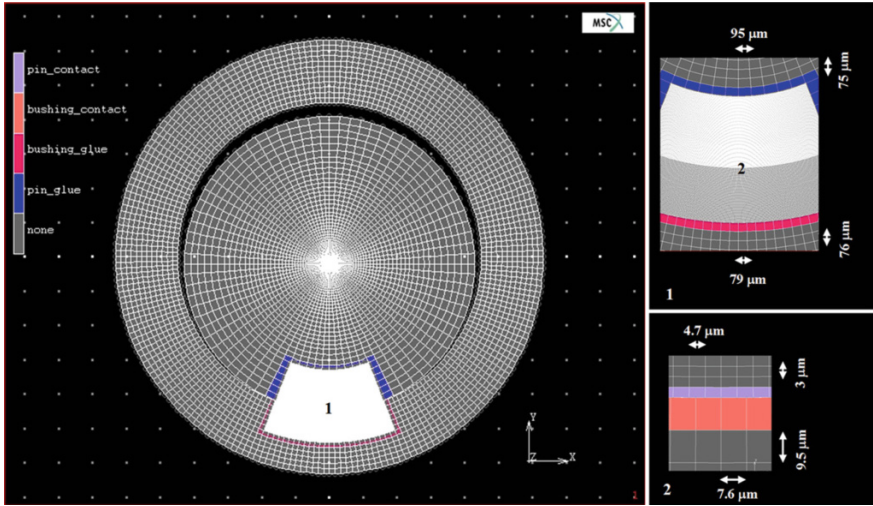 MSC
pin_contact
bushing_contact
bushing_glue
pin_glue
none
1
Y
Z
X
1
95 µm
75 µm
2
76 µm
79 µm
1
4.7 µm
3 µm
9.5 µm
7.6 µm
2